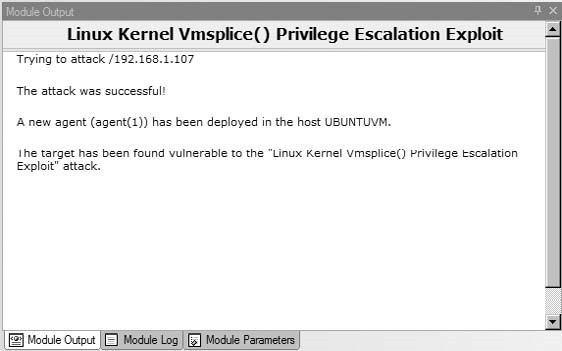 Module Output
Linux Kernel Vmsplice() Privilege Escalation Exploit
Trying to attack /192.168.1.107
The attack was successful!
A new agent (agent(1)) has been deployed in the host UBUNTUVM.
The target has been found vulnerable to the "Linux Kernel Vmsplice() Privilege Escalation
Exploit" attack.
Module Output
Module Log
Module Parameters